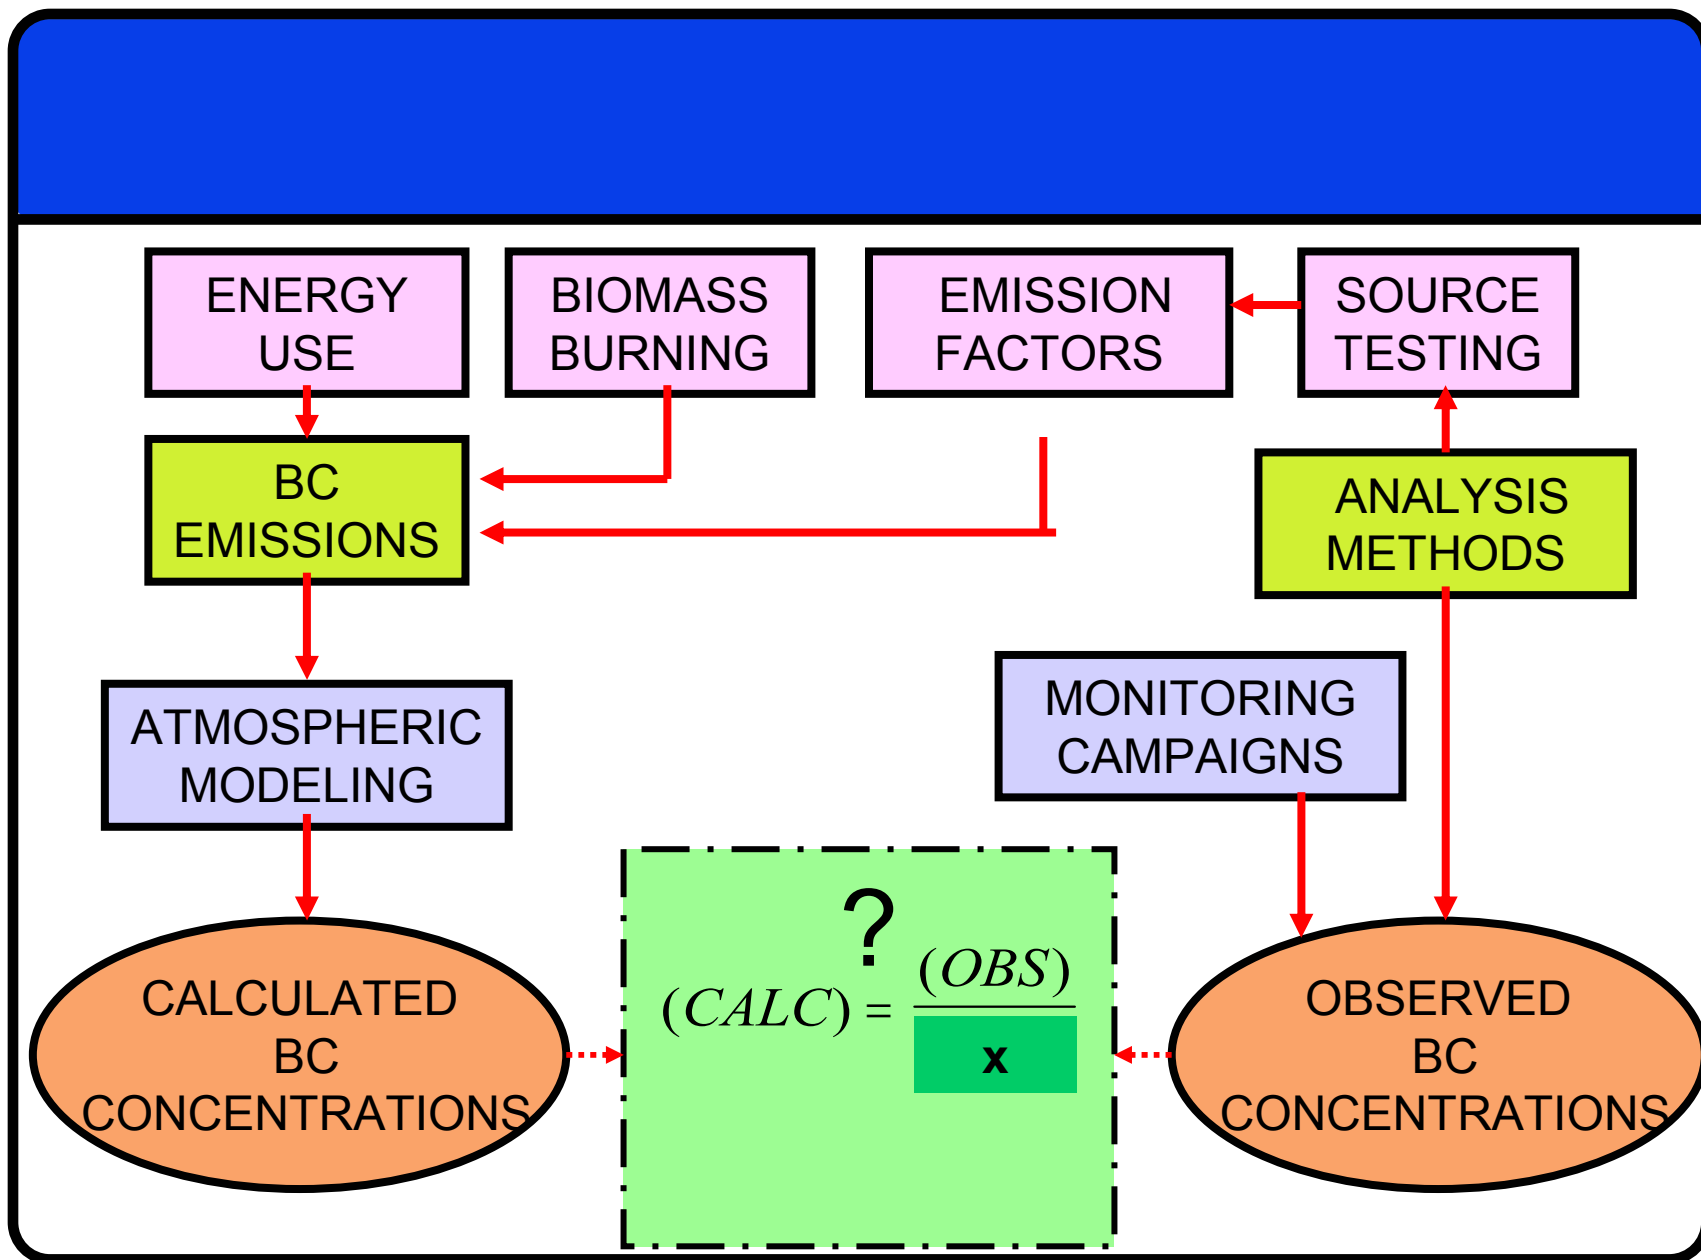 ENERGY
USE
BIOMASS
BURNING
EMISSION
FACTORS
SOURCE
TESTING
BC
EMISSIONS
ANALYSIS
METHODS
ATMOSPHERIC
MODELING
MONITORING
CAMPAIGNS
?
(CALC) = (OBS)
x
CALCULATED
BC
CONCENTRATIONS
OBSERVED
BC
CONCENTRATIONS